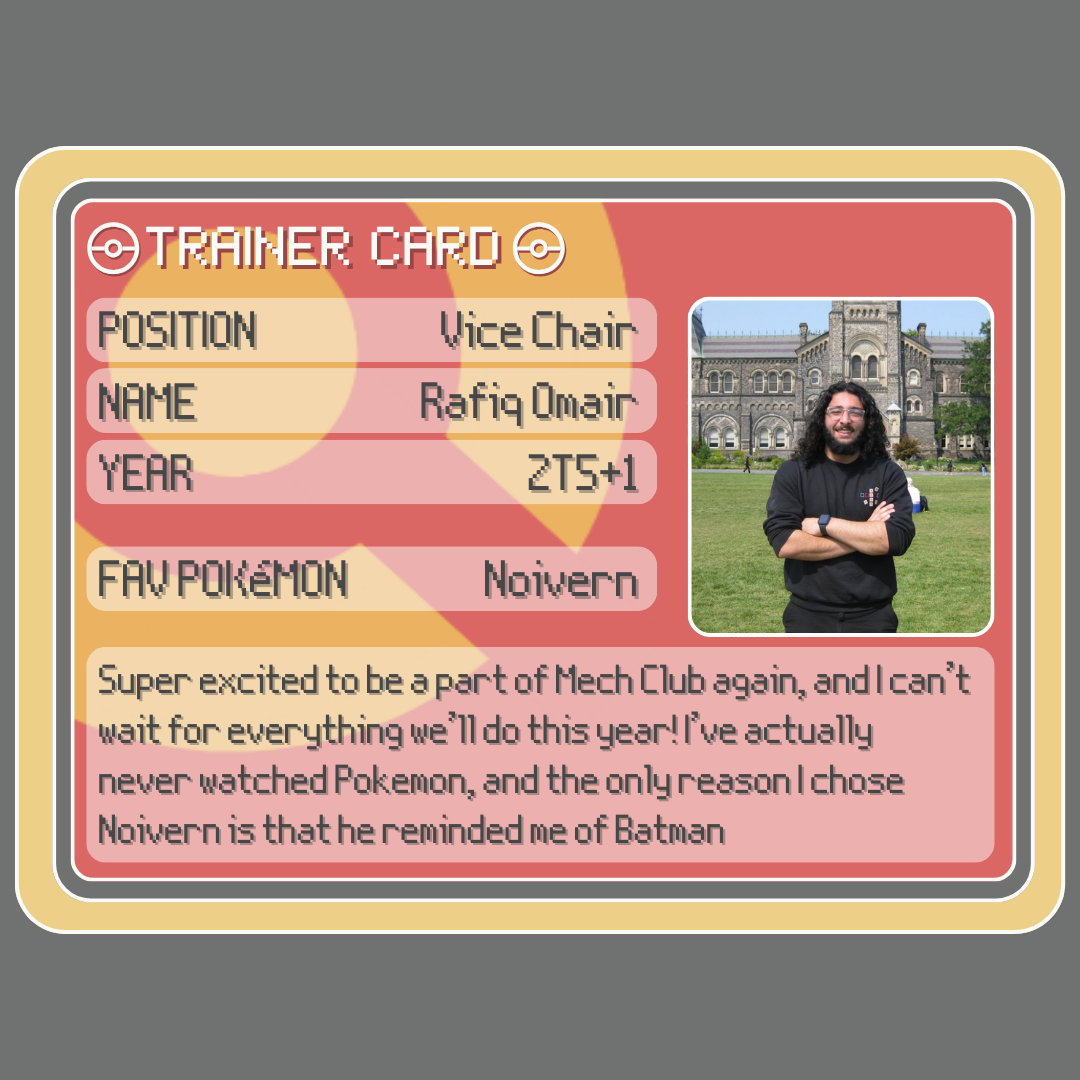 TRAINER CARD
POSITION Vice Chair
NAME Rafiq Omair
YEAR 2T5+1
FAV POKéMON Noivern
Super excited to be a part of Mech Club again, and I can't
wait for everything we'll do this year! I've actually
never watched Pokemon, and the only reason I chose
Noivern is that he reminded me of Batman